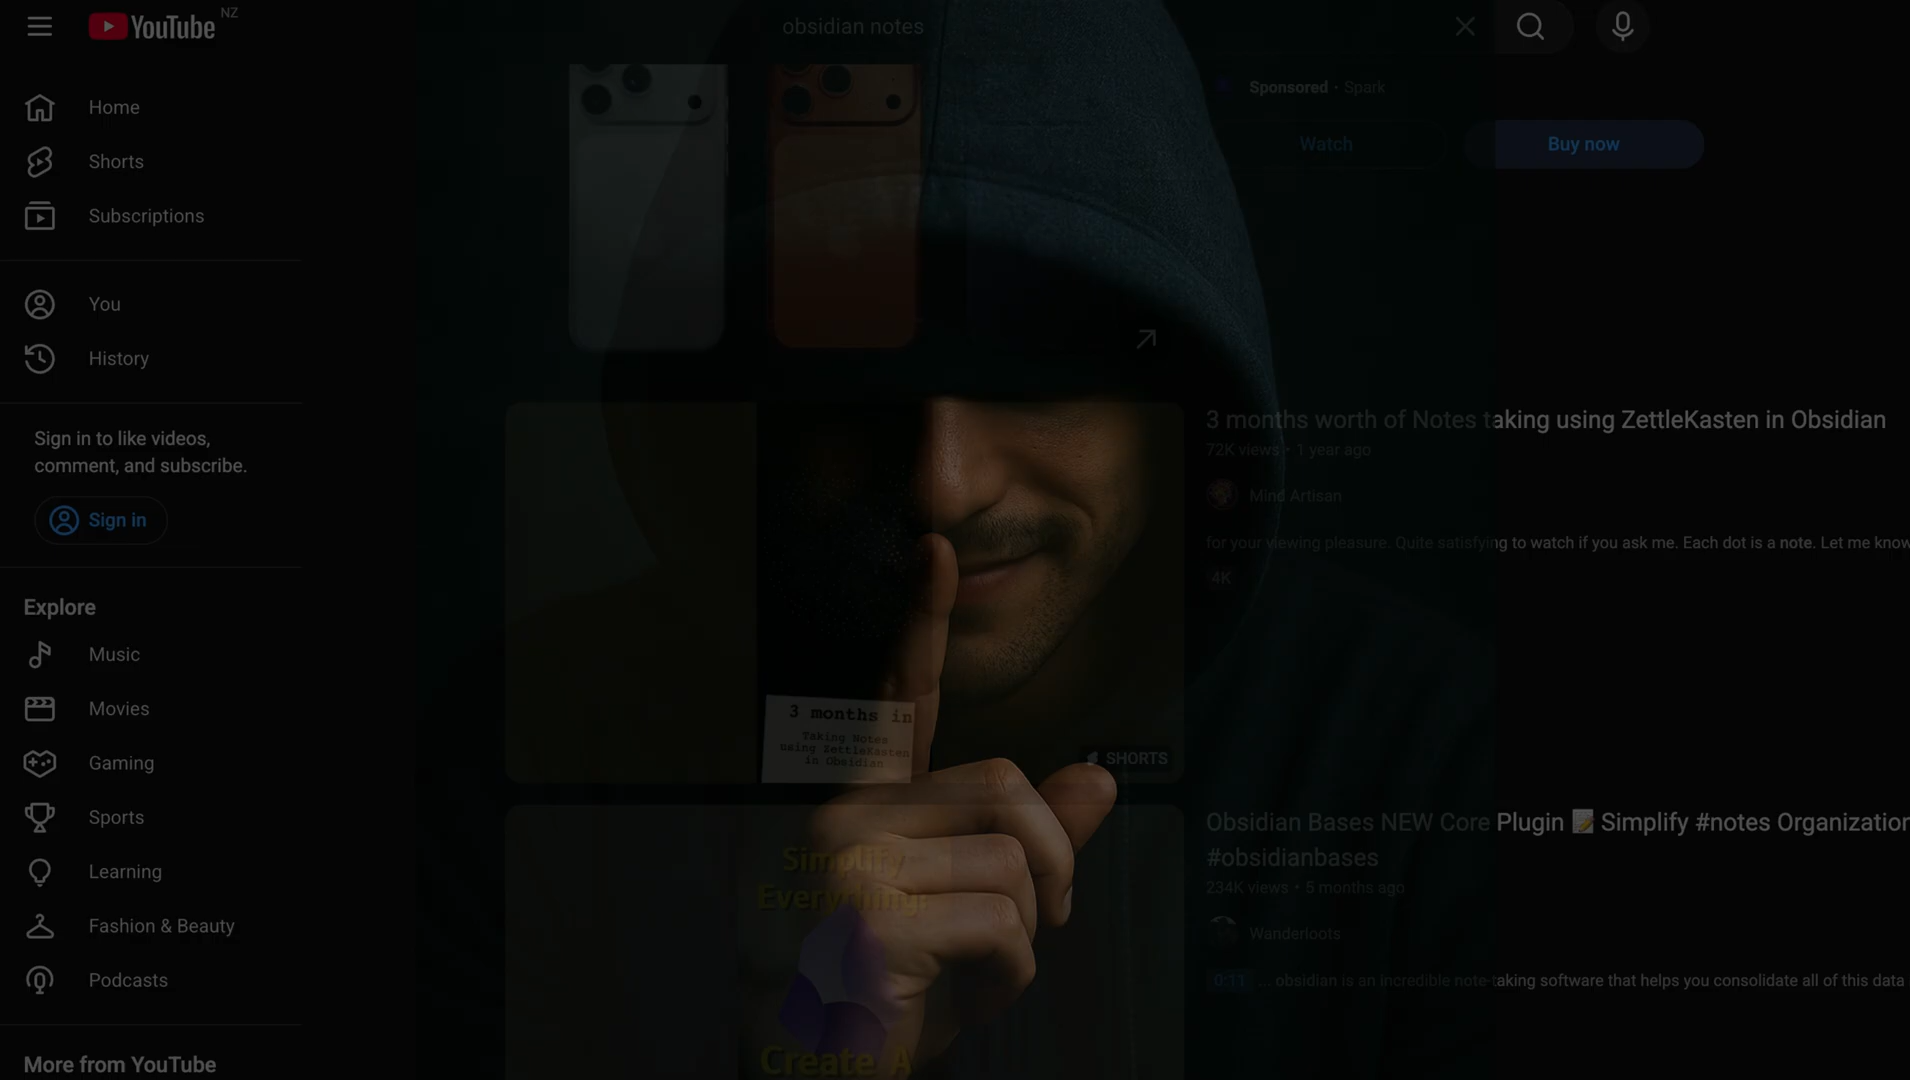 YouTube NZ
obsidian notes
Home
Shorts
Subscriptions
You
History
Sign in to like videos,
comment, and subscribe.
Sign in
Explore
Music
Movies
Gaming
Sports
Learning
Fashion & Beauty
Podcasts
More from YouTube
Sponsored · Spark
Watch
Buy now
3 months in
Taking Notes
using ZettleKasten
in Obsidian
SHORTS
3 months worth of Notes taking using ZettleKasten in Obsidian
72K views · 1 year ago
Mind Artisan
for your viewing pleasure. Quite satisfying to watch if you ask me. Each dot is a note. Let me know
4K
Simplify
Everything:
Create A
Obsidian Bases NEW Core Plugin 📝 Simplify #notes Organization
#obsidianbases
234K views · 5 months ago
Wanderloots
0:11 ... obsidian is an incredible note-taking software that helps you consolidate all of this data